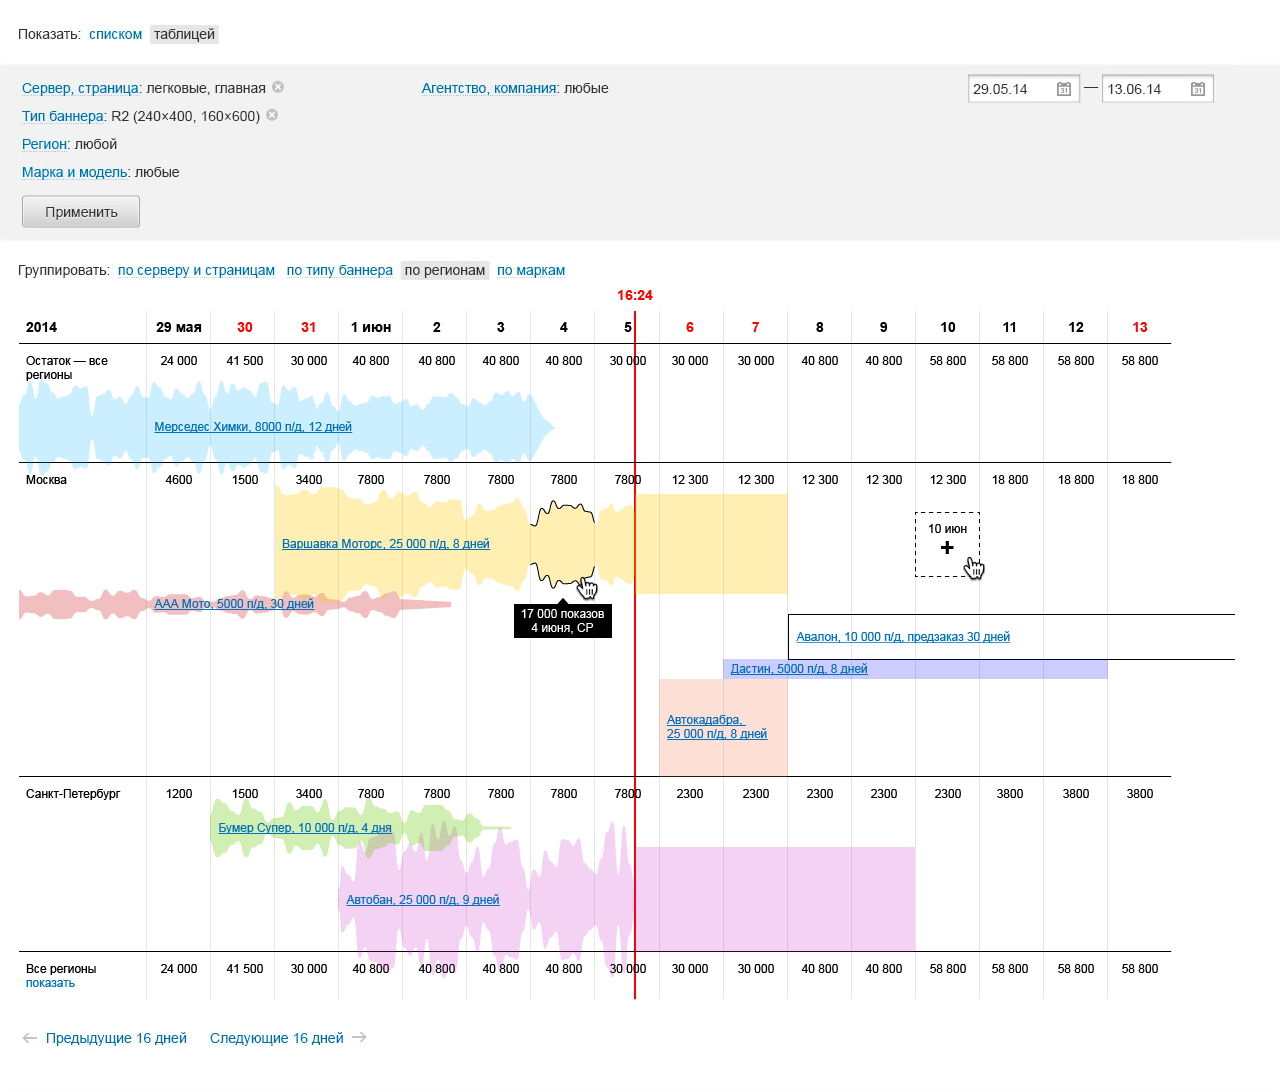 Показать: списком таблицей
Сервер, страница: легковые, главная
Агентство, компания: любые
29.05.14 — 13.06.14
Тип баннера: R2 (240×400, 160×600)
Регион: любой
Марка и модель: любые
Применить
Группировать: по серверу и страницам по типу баннера по регионам по маркам
16:24
2014 29 мая 30 31 1 июн 2 3 4 5 6 7 8 9 10 11 12 13
Остаток — все регионы 24 000 41 500 30 000 40 800 40 800 40 800 40 800 30 000 30 000 30 000 40 800 40 800 58 800 58 800 58 800 58 800
Мерседес Химки, 8000 п/д, 12 дней
Москва 4600 1500 3400 7800 7800 7800 7800 7800 12 300 12 300 12 300 12 300 12 300 18 800 18 800 18 800
10 июн
+
Варшавка Моторс, 25 000 п/д, 8 дней
ААА Мото, 5000 п/д, 30 дней
17 000 показов
4 июня, СР
Авалон, 10 000 п/д, предзаказ 30 дней
Дастин, 5000 п/д, 8 дней
Автокадабра,
25 000 п/д, 8 дней
Санкт-Петербург 1200 1500 3400 7800 7800 7800 7800 7800 2300 2300 2300 2300 2300 3800 3800 3800
Бумер Супер, 10 000 п/д, 4 дня
Автобан, 25 000 п/д, 9 дней
Все регионы 24 000 41 500 30 000 40 800 40 800 40 800 40 800 30 000 30 000 30 000 40 800 40 800 58 800 58 800 58 800 58 800
показать
← Предыдущие 16 дней Следующие 16 дней →